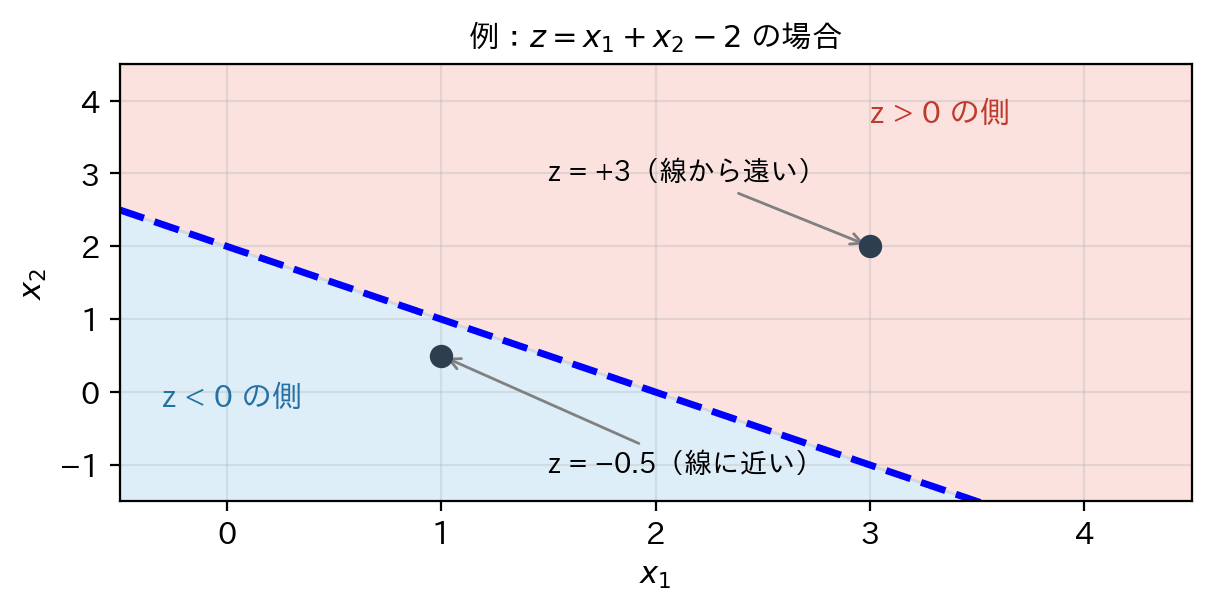 例：z = x₁ + x₂ − 2 の場合
4
z > 0 の側
3
z = +3（線から遠い）
2
x₂
1
0
z < 0 の側
−1
z = −0.5（線に近い）
0 1 2 3 4
x₁